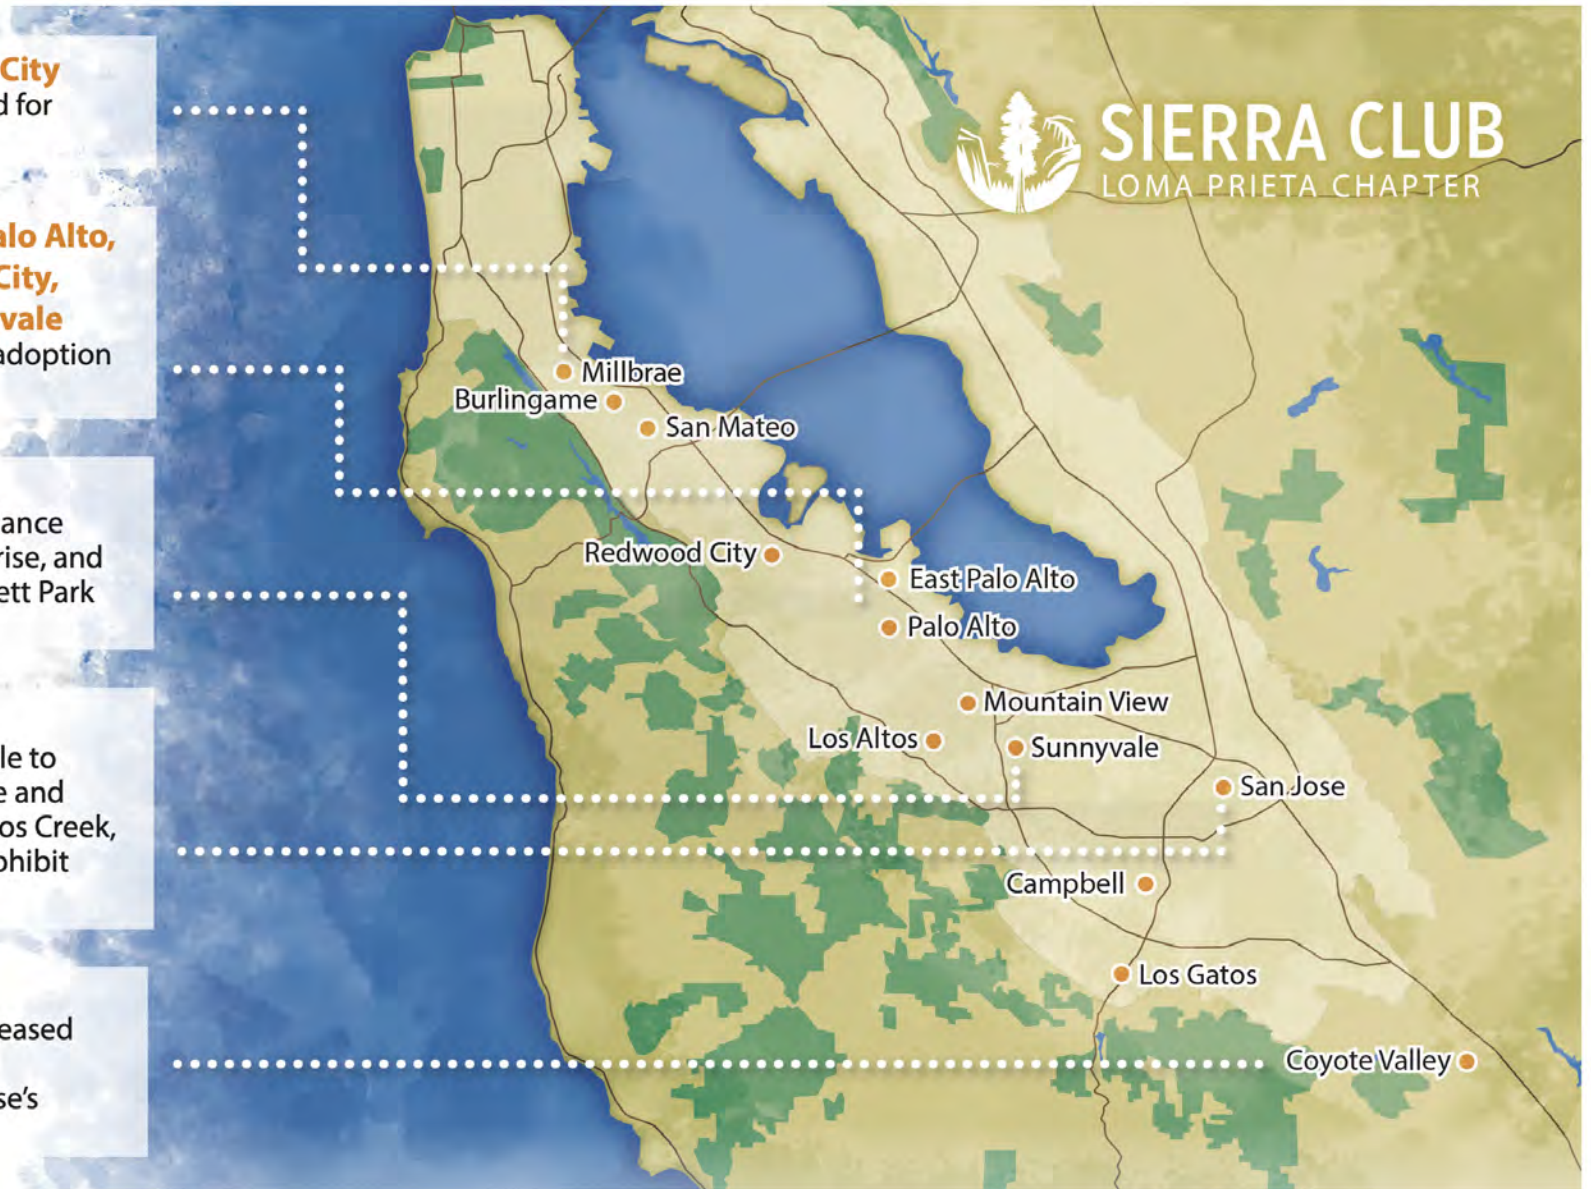 City
d for
alo Alto,
City,
vale
adoption
ance
rise, and
ett Park
le to
e and
os Creek,
ohibit
eased
se's
SIERRA CLUB
LOMA PRIETA CHAPTER
Millbrae
Burlingame
San Mateo
Redwood City
East Palo Alto
Palo Alto
Mountain View
Los Altos
Sunnyvale
San Jose
Campbell
Los Gatos
Coyote Valley